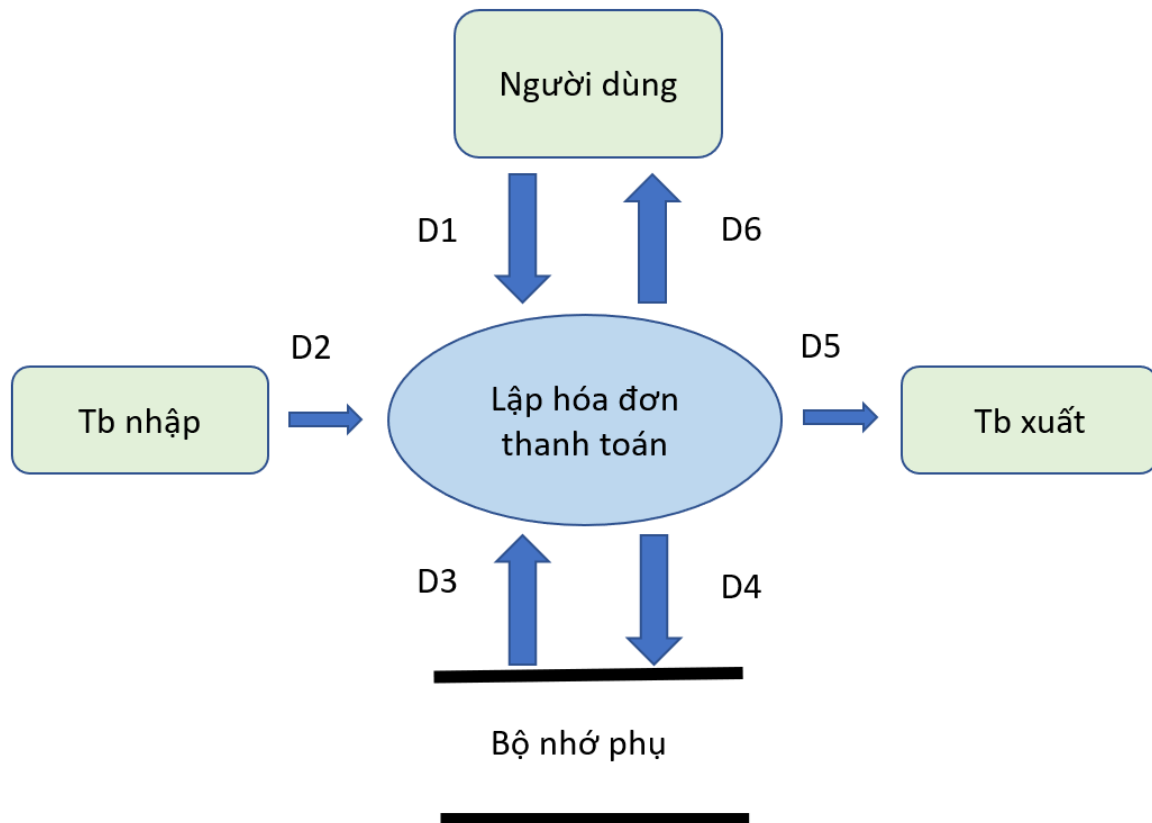 Người dùng
D1
D6
D2
D5
Tb nhập
Lập hóa đơn
thanh toán
Tb xuất
D3
D4
Bộ nhớ phụ